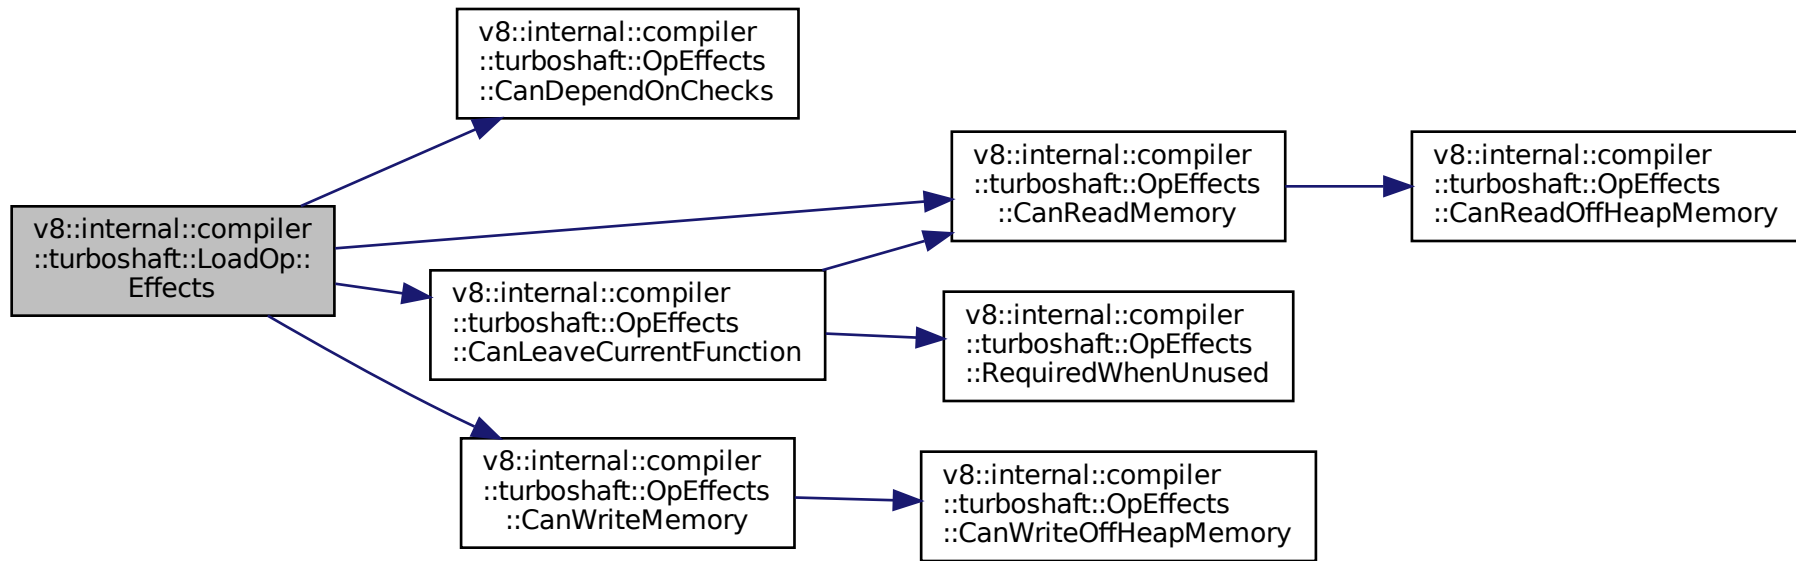 v8::internal::compiler
::turboshaft::OpEffects
::CanDependOnChecks
v8::internal::compiler
::turboshaft::OpEffects
::CanReadMemory
v8::internal::compiler
::turboshaft::OpEffects
::CanReadOffHeapMemory
v8::internal::compiler
::turboshaft::LoadOp::
Effects
v8::internal::compiler
::turboshaft::OpEffects
::CanLeaveCurrentFunction
v8::internal::compiler
::turboshaft::OpEffects
::RequiredWhenUnused
v8::internal::compiler
::turboshaft::OpEffects
::CanWriteMemory
v8::internal::compiler
::turboshaft::OpEffects
::CanWriteOffHeapMemory